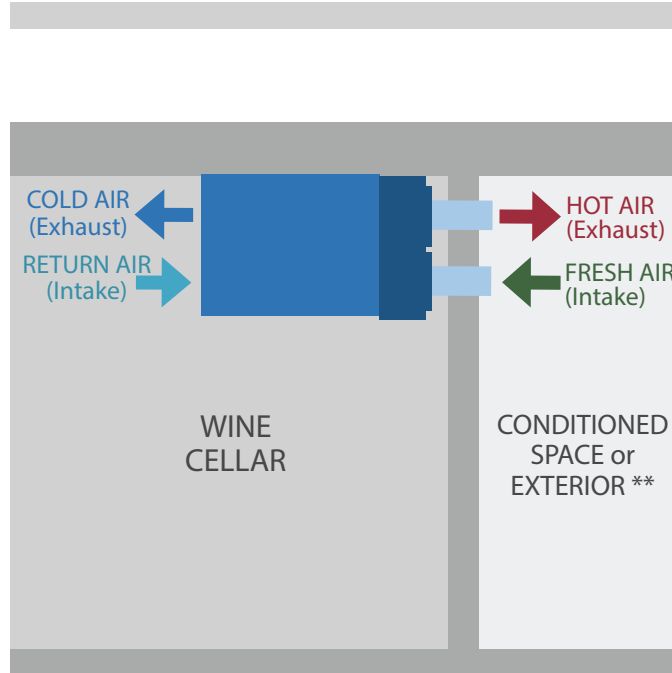 COLD AIR
(Exhaust)
HOT AIR
(Exhaust)
RETURN AIR
(Intake)
FRESH AIR
(Intake)
WINE
CELLAR
CONDITIONED
SPACE or
EXTERIOR **